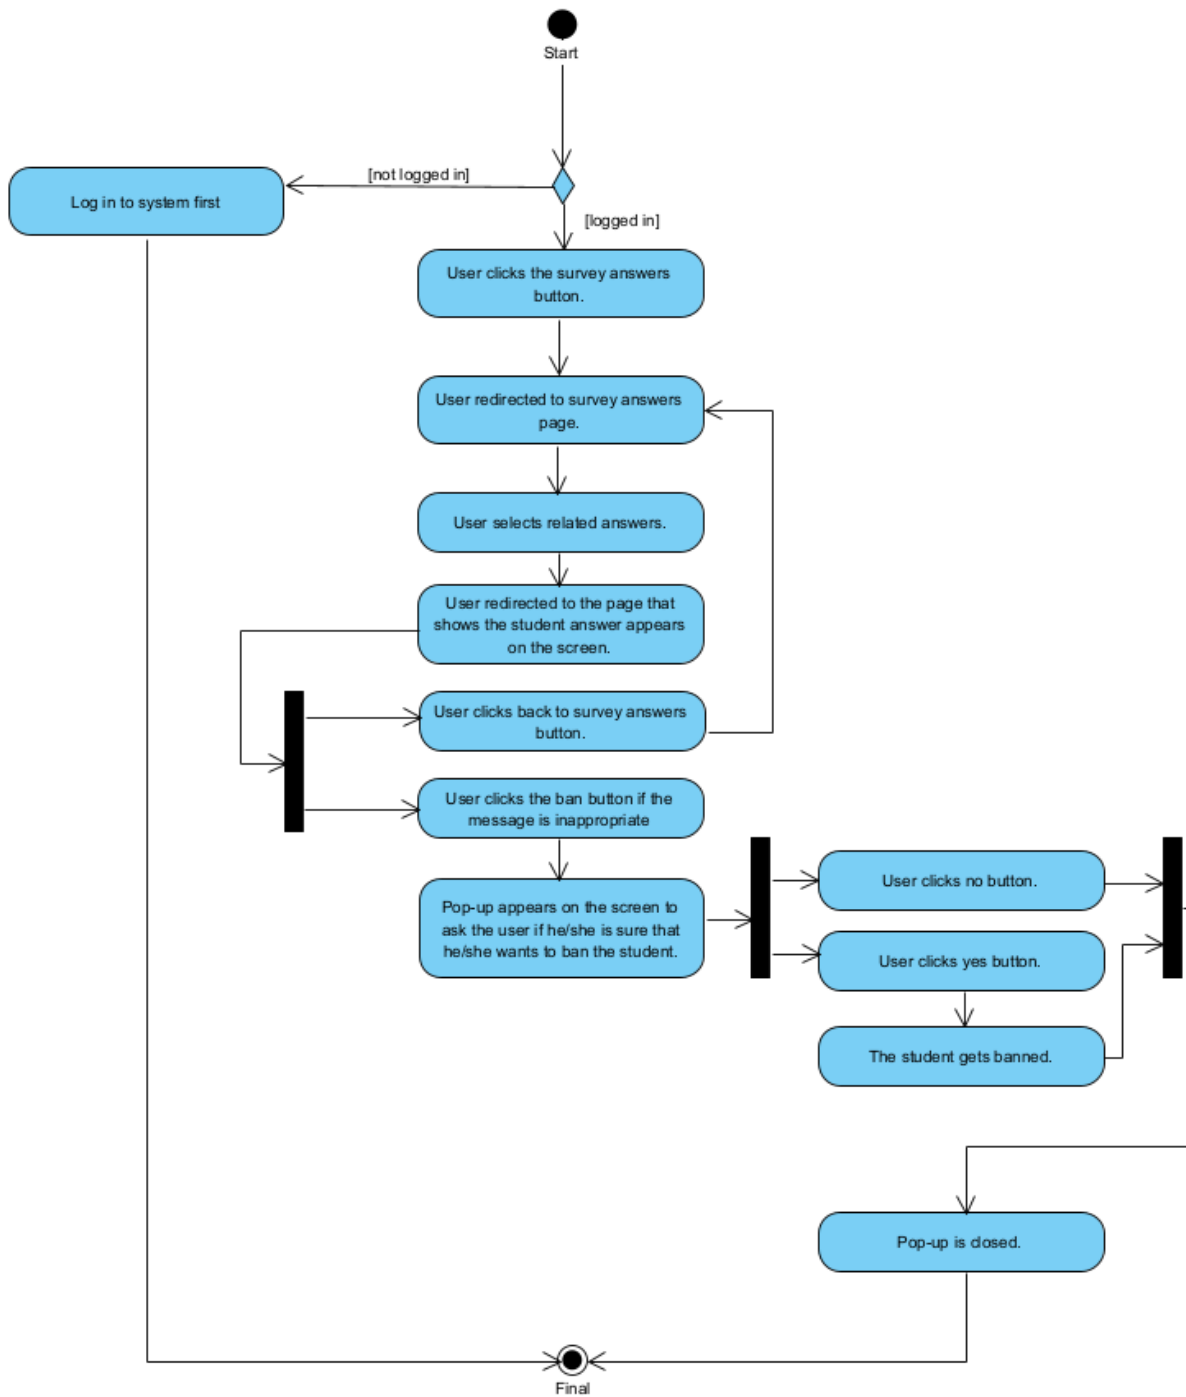 Start
[not logged in]
Log in to system first
[logged in]
User clicks the survey answers
button.
User redirected to survey answers
page.
User selects related answers.
User redirected to the page that
shows the student answer appears
on the screen.
User clicks back to survey answers
button.
User clicks the ban button if the
message is inappropriate
Pop-up appears on the screen to
ask the user if he/she is sure that
he/she wants to ban the student.
User clicks no button.
User clicks yes button.
The student gets banned.
Pop-up is closed.
Final